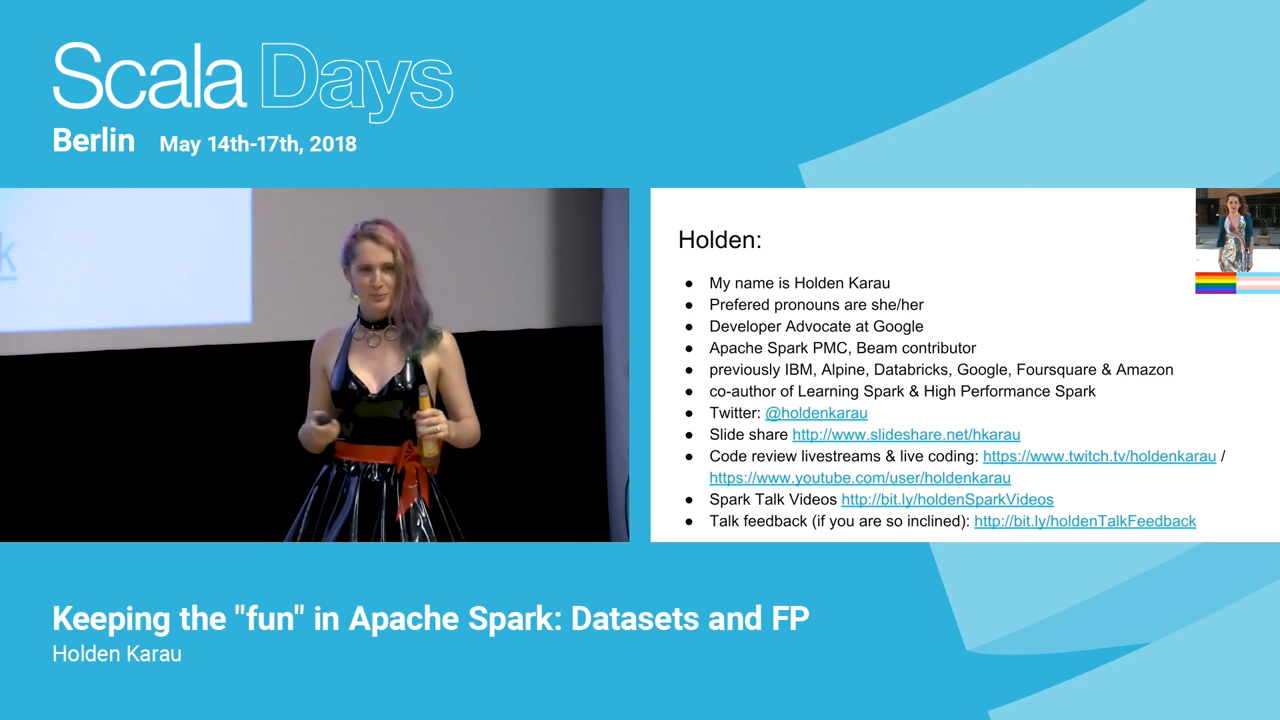 Scala Days
Berlin May 14th-17th, 2018
k
Holden:
● My name is Holden Karau
● Prefered pronouns are she/her
● Developer Advocate at Google
● Apache Spark PMC, Beam contributor
● previously IBM, Alpine, Databricks, Google, Foursquare & Amazon
● co-author of Learning Spark & High Performance Spark
● Twitter: @holdenkarau
● Slide share http://www.slideshare.net/hkarau
● Code review livestreams & live coding: https://www.twitch.tv/holdenkarau /
https://www.youtube.com/user/holdenkarau
● Spark Talk Videos http://bit.ly/holdenSparkVideos
● Talk feedback (if you are so inclined): http://bit.ly/holdenTalkFeedback
Keeping the "fun" in Apache Spark: Datasets and FP
Holden Karau